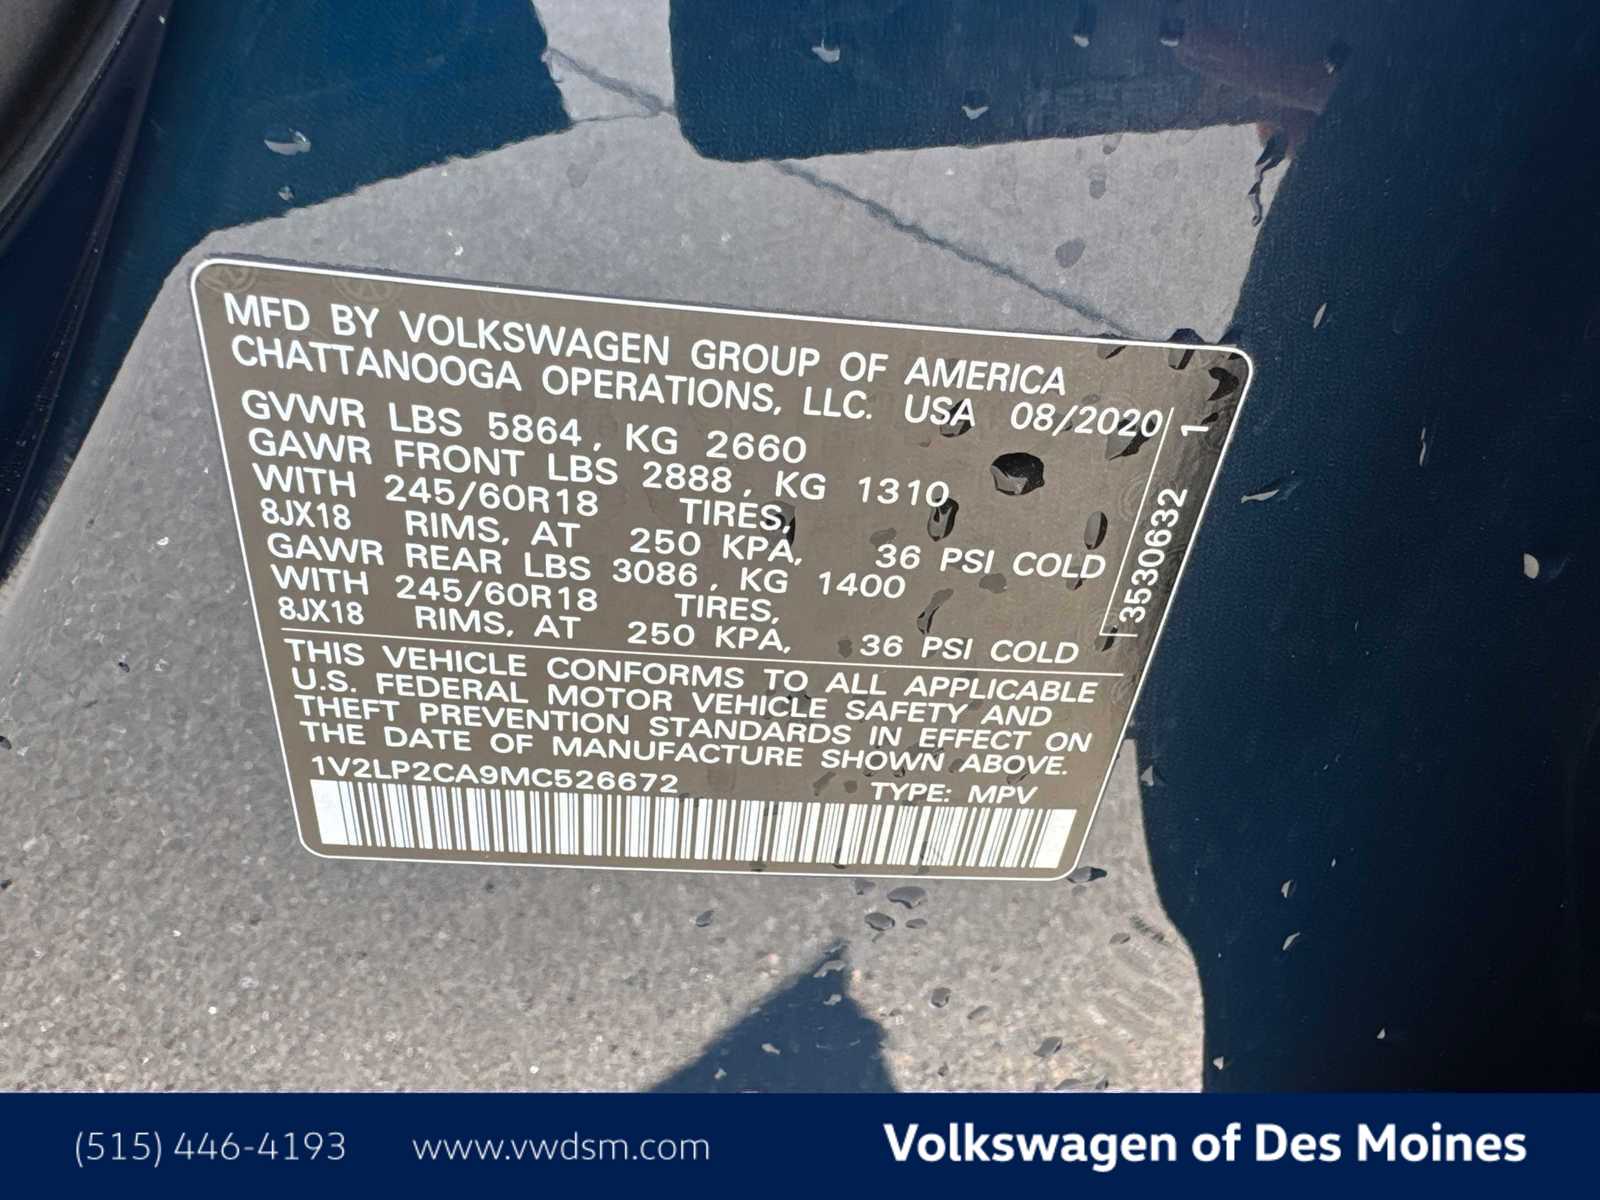 MFD BY VOLKSWAGEN GROUP OF AMERICA
CHATTANOOGA OPERATIONS, LLC. USA 08/2020
GVWR LBS 5864, KG 2660
GAWR FRONT LBS 2888, KG 1310
WITH 245/60R18 TIRES,
8JX18 RIMS, AT 250 KPA, 36 PSI COLD
GAWR REAR LBS 3086, KG 1400
WITH 245/60R18 TIRES,
8JX18 RIMS, AT 250 KPA, 36 PSI COLD
3530632 1
THIS VEHICLE CONFORMS TO ALL APPLICABLE
U.S. FEDERAL MOTOR VEHICLE SAFETY AND
THEFT PREVENTION STANDARDS IN EFFECT ON
THE DATE OF MANUFACTURE SHOWN ABOVE.
1V2LP2CA9MC526672 TYPE: MPV
(515) 446-4193 www.vwdsm.com Volkswagen of Des Moines